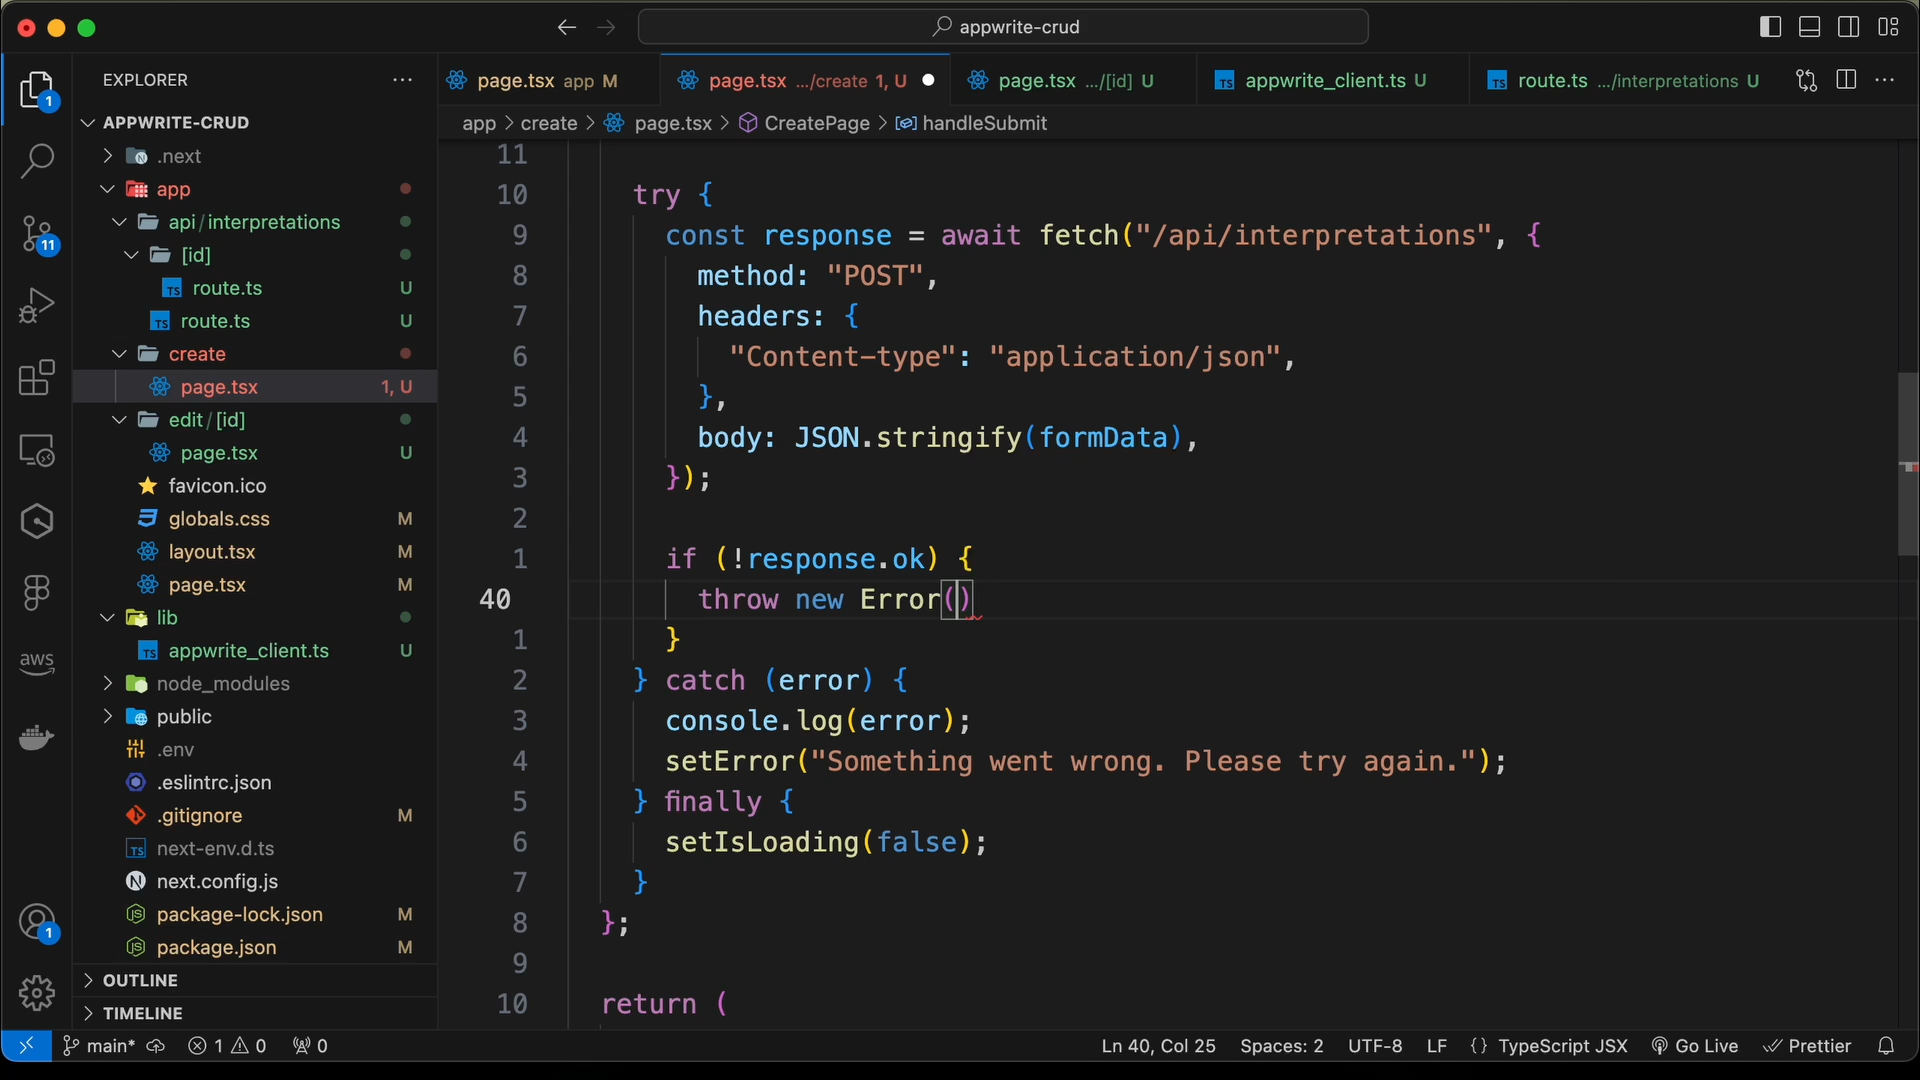 appwrite-crud
EXPLORER
page.tsx app M
page.tsx .../create 1, U
page.tsx .../[id] U
appwrite_client.ts U
route.ts .../interpretations U
app > create > page.tsx > CreatePage > handleSubmit
APPWRITE-CRUD
.next
app
api/interpretations
[id]
route.ts U
route.ts U
create
page.tsx 1, U
edit/[id]
page.tsx U
favicon.ico
globals.css M
layout.tsx M
page.tsx M
lib
appwrite_client.ts U
node_modules
public
.env
.eslintrc.json
.gitignore M
next-env.d.ts
next.config.js
package-lock.json M
package.json M
OUTLINE
TIMELINE
1
11
aws
1
11
10 try {
9 const response = await fetch("/api/interpretations", {
8 method: "POST",
7 headers: {
6 "Content-type": "application/json",
5 },
4 body: JSON.stringify(formData),
3 });
2
1 if (!response.ok) {
40 throw new Error()
1 }
2 } catch (error) {
3 console.log(error);
4 setError("Something went wrong. Please try again.");
5 } finally {
6 setIsLoading(false);
7 }
8 };
9
10 return (
main* 1 0 0
Ln 40, Col 25 Spaces: 2 UTF-8 LF {} TypeScript JSX Go Live Prettier